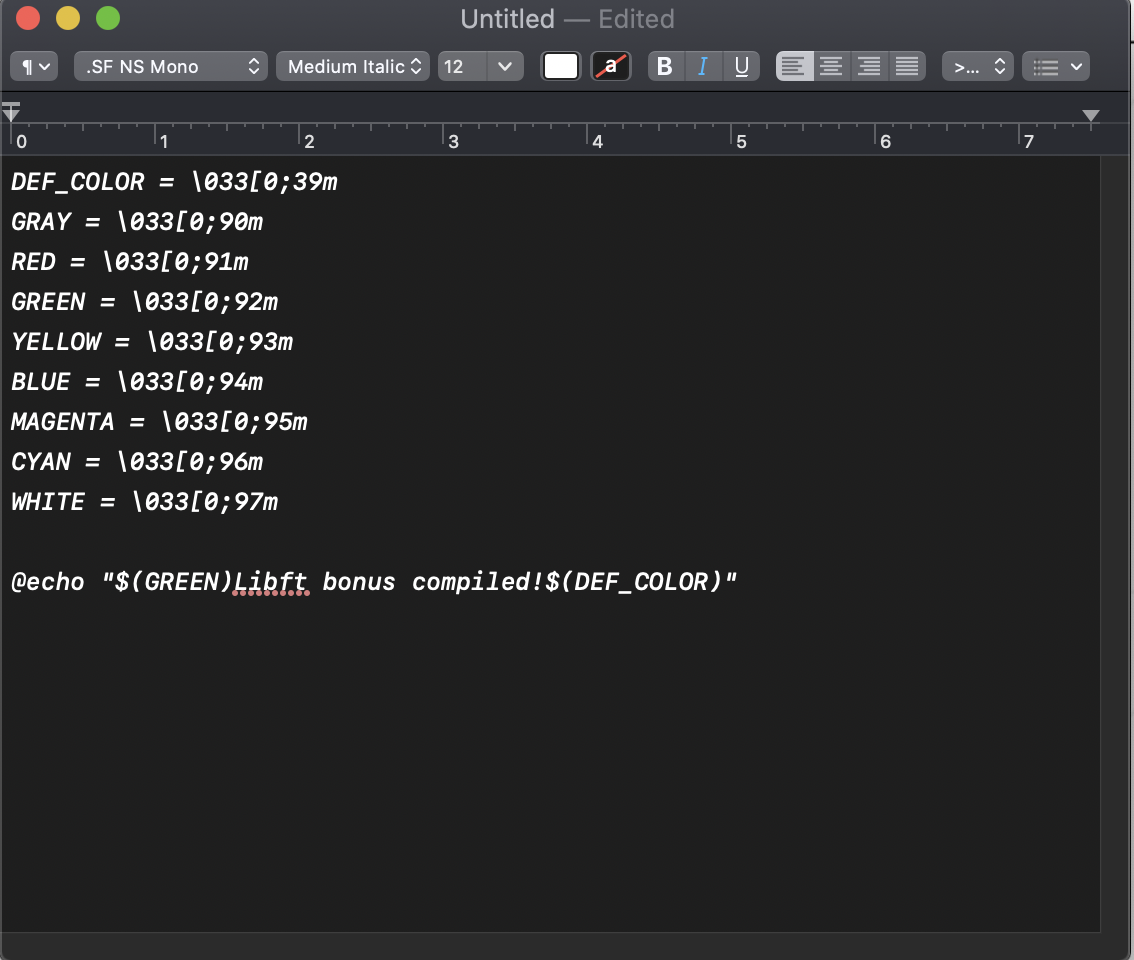 Untitled — Edited
¶ .SF NS Mono Medium Italic 12 a B I U >...
0 1 2 3 4 5 6 7
DEF_COLOR = \033[0;39m
GRAY = \033[0;90m
RED = \033[0;91m
GREEN = \033[0;92m
YELLOW = \033[0;93m
BLUE = \033[0;94m
MAGENTA = \033[0;95m
CYAN = \033[0;96m
WHITE = \033[0;97m
@echo "$(GREEN)Libft bonus compiled!$(DEF_COLOR)"